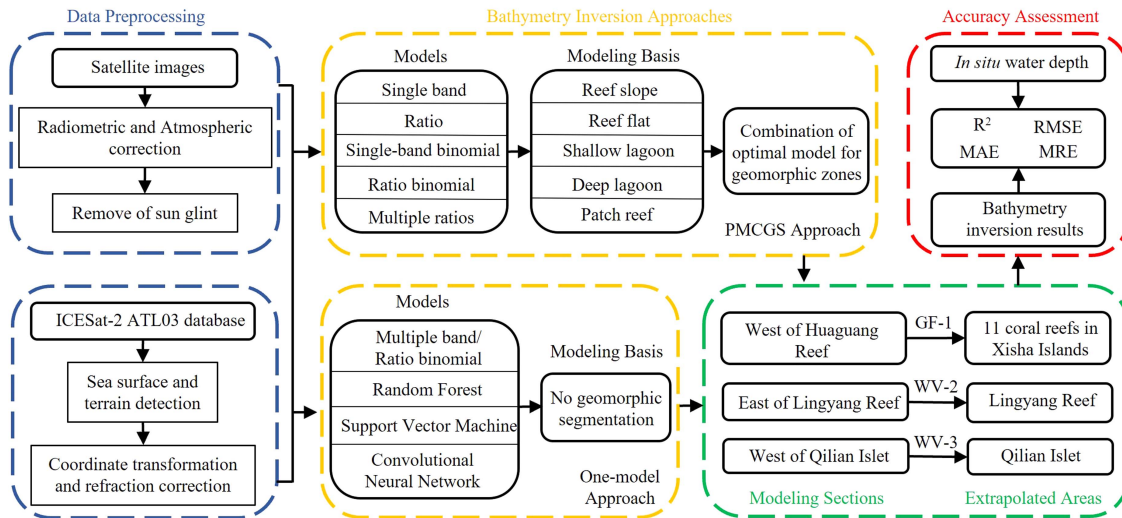 Data Preprocessing
Satellite images
Radiometric and Atmospheric
correction
Remove of sun glint
ICESat-2 ATL03 database
Sea surface and
terrain detection
Coordinate transformation
and refraction correction
Bathymetry Inversion Approaches
Models
Single band
Ratio
Single-band binomial
Ratio binomial
Multiple ratios
Modeling Basis
Reef slope
Reef flat
Shallow lagoon
Deep lagoon
Patch reef
Combination of
optimal model for
geomorphic zones
PMCGS Approach
Models
Multiple band/
Ratio binomial
Random Forest
Support Vector Machine
Convolutional
Neural Network
Modeling Basis
No geomorphic
segmentation
One-model
Approach
Accuracy Assessment
In situ water depth
R² RMSE
MAE MRE
Bathymetry
inversion results
West of Huaguang
Reef
GF-1
11 coral reefs in
Xisha Islands
East of Lingyang Reef
WV-2
Lingyang Reef
West of Qilian Islet
WV-3
Qilian Islet
Modeling Sections
Extrapolated Areas